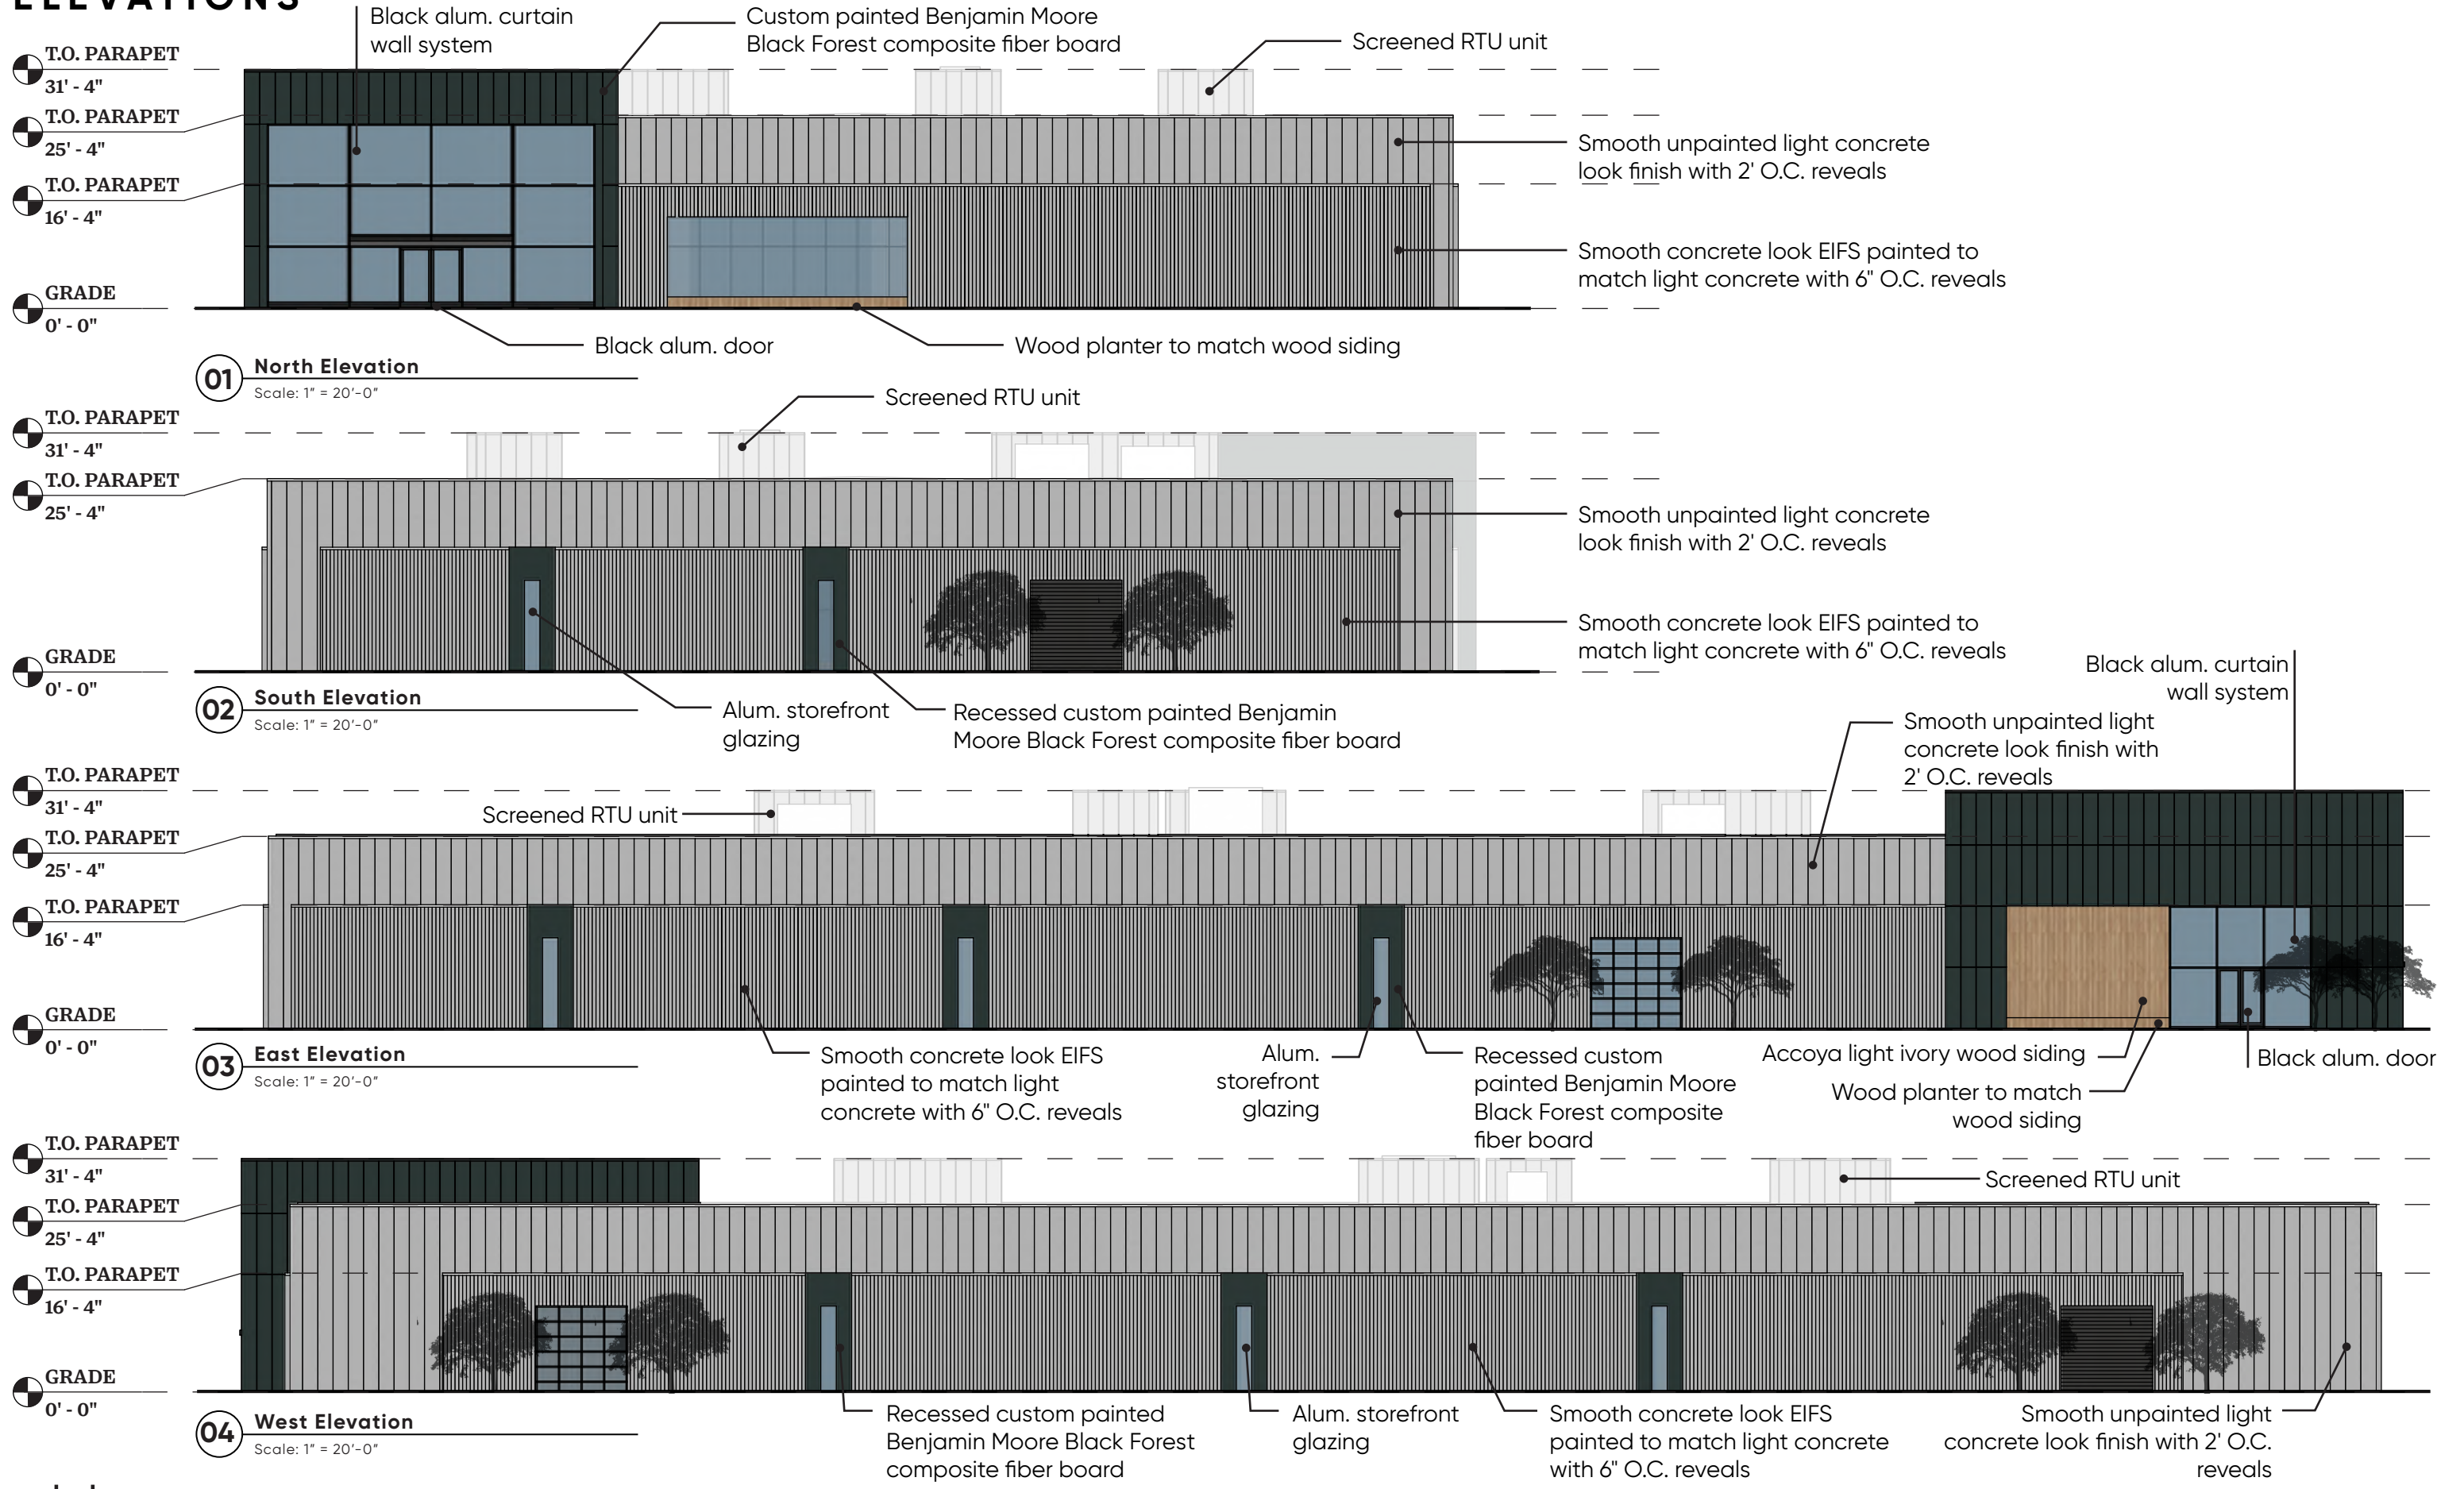 ELEVATIONS
Black alum. curtain
wall system
Custom painted Benjamin Moore
Black Forest composite fiber board
Screened RTU unit
T.O. PARAPET
31' - 4"
T.O. PARAPET
25' - 4"
T.O. PARAPET
16' - 4"
GRADE
0' - 0"
Smooth unpainted light concrete
look finish with 2' O.C. reveals
Smooth concrete look EIFS painted to
match light concrete with 6" O.C. reveals
Black alum. door
Wood planter to match wood siding
01
North Elevation
Scale: 1" = 20'-0"
Screened RTU unit
T.O. PARAPET
31' - 4"
T.O. PARAPET
25' - 4"
GRADE
0' - 0"
Smooth unpainted light concrete
look finish with 2' O.C. reveals
Smooth concrete look EIFS painted to
match light concrete with 6" O.C. reveals
02
South Elevation
Scale: 1" = 20'-0"
Alum. storefront
glazing
Recessed custom painted Benjamin
Moore Black Forest composite fiber board
Black alum. curtain
wall system
Smooth unpainted light
concrete look finish with
2' O.C. reveals
T.O. PARAPET
31' - 4"
T.O. PARAPET
25' - 4"
T.O. PARAPET
16' - 4"
GRADE
0' - 0"
Screened RTU unit
03
East Elevation
Scale: 1" = 20'-0"
Smooth concrete look EIFS
painted to match light
concrete with 6" O.C. reveals
Alum.
storefront
glazing
Recessed custom
painted Benjamin Moore
Black Forest composite
fiber board
Accoya light ivory wood siding
Wood planter to match
wood siding
Black alum. door
T.O. PARAPET
31' - 4"
T.O. PARAPET
25' - 4"
T.O. PARAPET
16' - 4"
GRADE
0' - 0"
Screened RTU unit
04
West Elevation
Scale: 1" = 20'-0"
Recessed custom painted
Benjamin Moore Black Forest
composite fiber board
Alum. storefront
glazing
Smooth concrete look EIFS
painted to match light concrete
with 6" O.C. reveals
Smooth unpainted light
concrete look finish with 2' O.C.
reveals